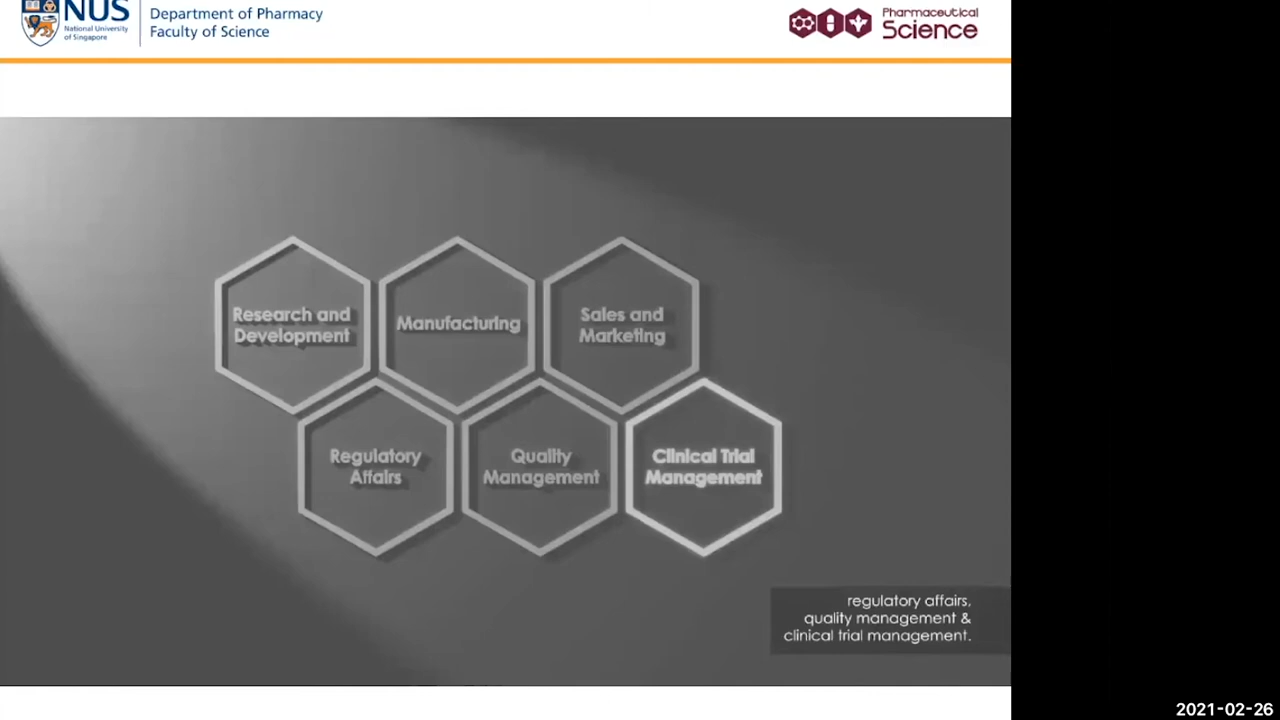 NUS
National University
of Singapore
Department of Pharmacy
Faculty of Science
Pharmaceutical
Science
Research and
Development
Manufacturing
Sales and
Marketing
Regulatory
Affairs
Quality
Management
Clinical Trial
Management
regulatory affairs,
quality management &
clinical trial management.
2021-02-26